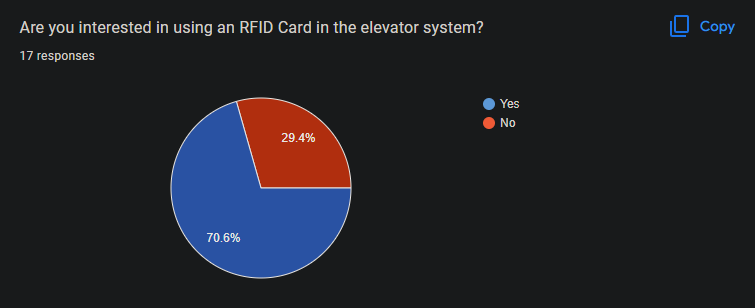 Are you interested in using an RFID Card in the elevator system?
Copy
17 responses
Yes
No
29.4%
70.6%